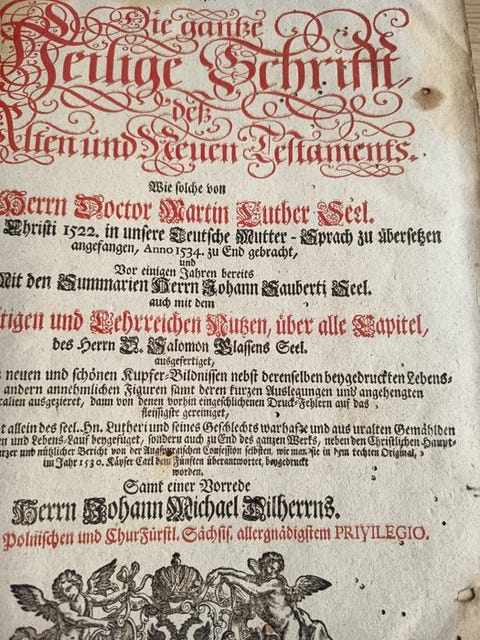 Die gantze
Heilige Schrifft,
deß
Alten und Neuen Testaments.
Wie solche von
Herrn Doctor Martin Luther Seel.
Christi 1522. in unsere Teutsche Mutter-Sprach zu übersetzen
angefangen, Anno 1534. zu End gebracht,
und
Vor einigen Jahren bereits
Mit den Summarien Herrn Johann Sauberti Seel.
auch mit dem
und Lehrreichen Nutzen, über alle Capitel,
des Herrn D. Salomon Glassens Seel.
ausgefertiget,
neuen und schönen Kupfer-Bildnissen nebst derenselben beygedruckten Lebens-
andern annehmlichen Figuren samt deren kurzen Auslegungen und angehengten
ausgezieret, dann von denen vorhin eingeschlichenen Druck-Fehlern auf das
fleissigste gereiniget,
allein des seel. Hn. Lutheri und seines Geschlechts warhafte und aus uralten Gemählden
und Lebens-Lauf beygefüget, sondern auch zu End des ganzen Werks, neben den Christlichen Haupt-
und nützlicher Bericht von der Augspurgischen Confession selbsten, wie man sie in dem rechten Original,
im Jahr 1530. Käyser Carl dem Fünften überantwortet, beygedruckt
worden.
Samt einer Vorrede
Herrn Johann Michael Dilherrns.
Polnischen und ChurFürstl. Sächsis. allergnädigstem PRIVILEGIO.